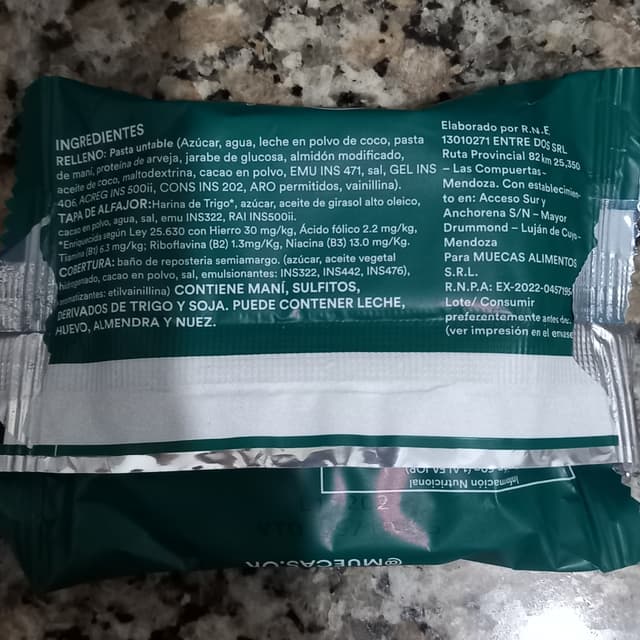 INGREDIENTES
RELLENO: Pasta untable (Azúcar, agua, leche en polvo de coco, pasta
de maní, proteína de arveja, jarabe de glucosa, almidón modificado,
aceite de coco, maltodextrina, cacao en polvo, EMU INS 471, sal, GEL INS
406, ACREG INS 500ii, CONS INS 202, ARO permitidos, vainillina).
TAPA DE ALFAJOR:Harina de Trigo*, azúcar, aceite de girasol alto oleico,
cacao en polvo, agua, sal, emu INS322, RAI INS500ii.
*Enriquecida según Ley 25.630 con Hierro 30 mg/kg, Ácido fólico 2.2 mg/kg,
Tiamina (B1) 6.3 mg/kg; Riboflavina (B2) 1.3mg/Kg, Niacina (B3) 13.0 mg/Kg.
COBERTURA: baño de reposteria semiamargo. (azúcar, aceite vegetal
hidrogenado, cacao en polvo, sal, emulsionantes: INS322, INS442, INS476),
aromatizantes: etilvainillina) CONTIENE MANÍ, SULFITOS,
DERIVADOS DE TRIGO Y SOJA. PUEDE CONTENER LECHE,
HUEVO, ALMENDRA Y NUEZ.
Elaborado por R.N.E
13010271 ENTRE DOS SRL
Ruta Provincial 82 km 25,350
– Las Compuertas–
Mendoza. Con establecimien-
to en: Acceso Sur y
Anchorena S/N – Mayor
Drummond – Luján de Cuyo-
Mendoza
Para MUECAS ALIMENTOS
S.R.L.
R.N.P.A: EX-2022-0457195
Lote/ Consumir
preferentemente antes de:
(ver impresión en el envase
Información Nutricional
(1 ALFAJOR)
@MUECAS.OK